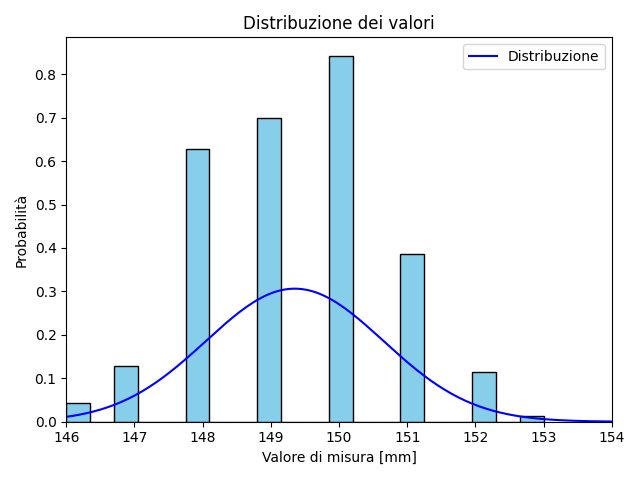 Distribuzione dei valori
Distribuzione
Probabilità
0.8
0.7
0.6
0.5
0.4
0.3
0.2
0.1
0.0
146 147 148 149 150 151 152 153 154
Valore di misura [mm]